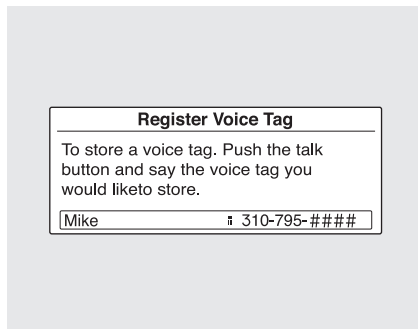 Register Voice Tag
To store a voice tag. Push the talk
button and say the voice tag you
would liketo store.
Mike 310-795-####